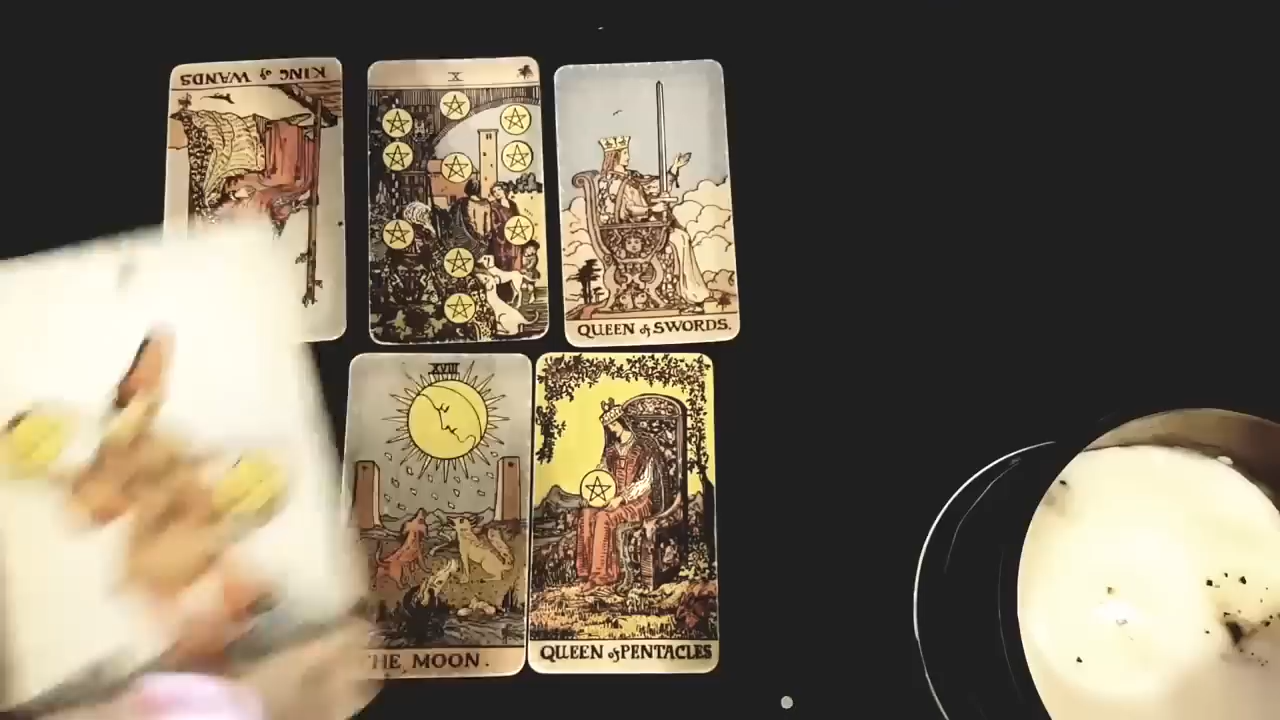 KING of WANDS
X
QUEEN of SWORDS.
XVIII
THE MOON.
QUEEN of PENTACLES